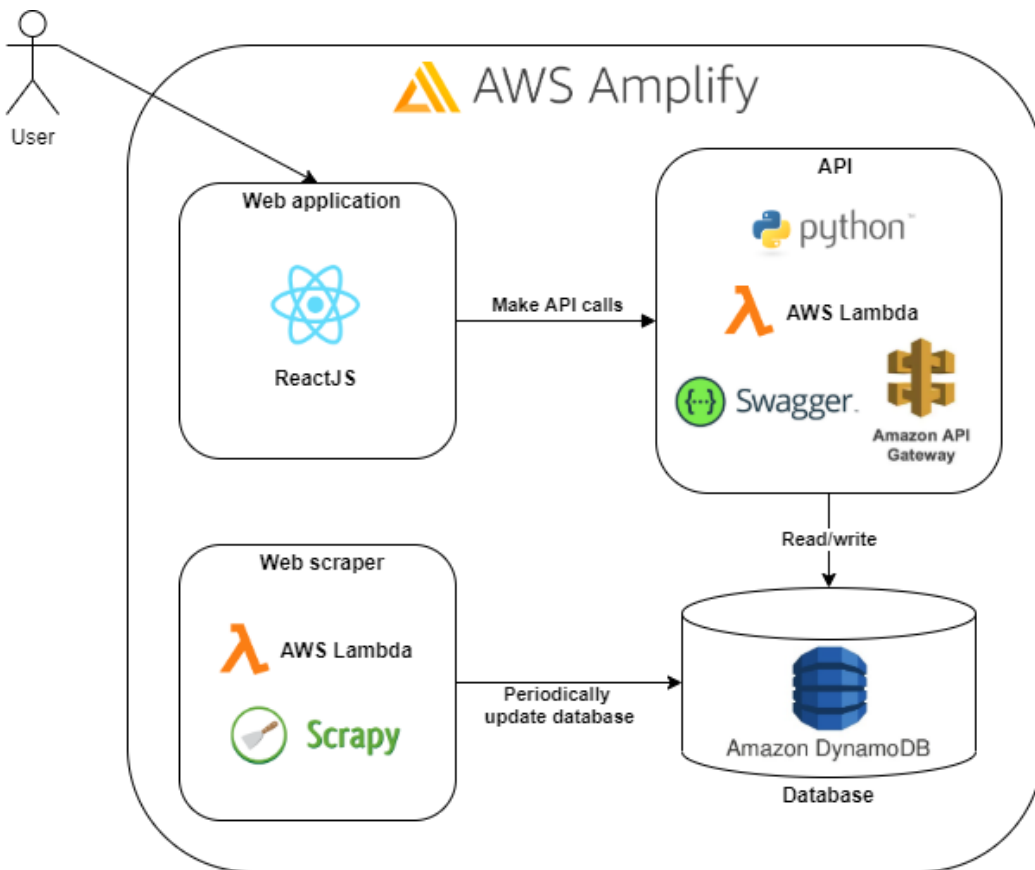 User
AWS Amplify
Web application
ReactJS
Make API calls
API
python™
AWS Lambda
{···} Swagger.
Amazon API
Gateway
Read/write
Web scraper
AWS Lambda
Scrapy
Periodically
update database
Amazon DynamoDB
Database